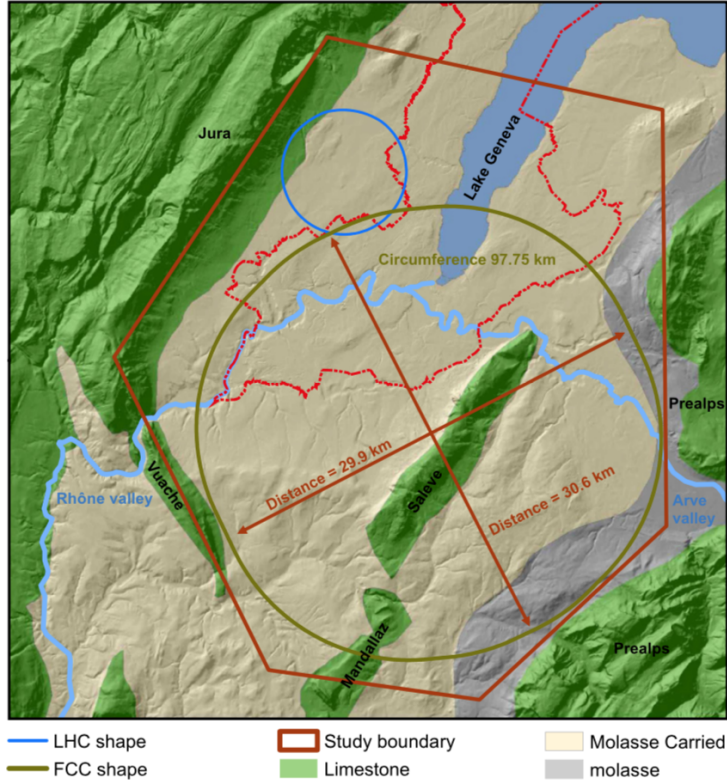 Jura
Lake Geneva
Circumference 97.75 km
Prealps
Distance = 29.9 km
Vuache
Saleve
Rhône valley
Distance = 30.6 km
Arve
valley
Mandallaz
Prealps
LHC shape
Study boundary
Molasse Carried
FCC shape
Limestone
molasse